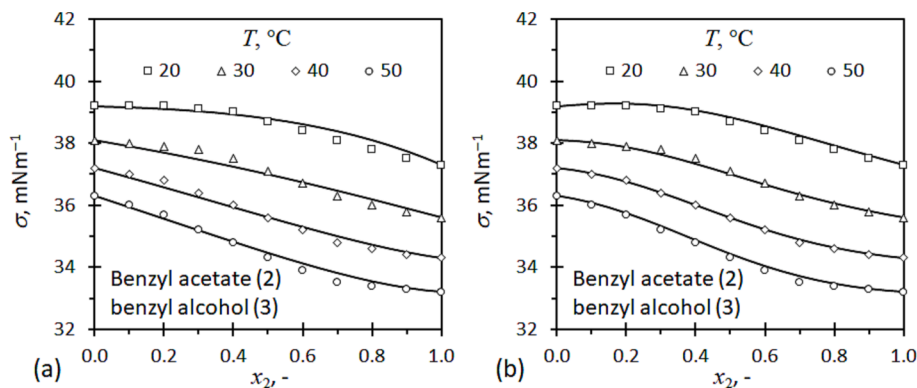 42
40
38
36
34
32
σ, mNm⁻¹
T, °C
20 30 40 50
Benzyl acetate (2)
benzyl alcohol (3)
0.0 0.2 0.4 0.6 0.8 1.0
(a)
x₂, -
42
40
38
36
34
32
σ, mNm⁻¹
T, °C
20 30 40 50
Benzyl acetate (2)
benzyl alcohol (3)
0.0 0.2 0.4 0.6 0.8 1.0
(b)
x₂, -